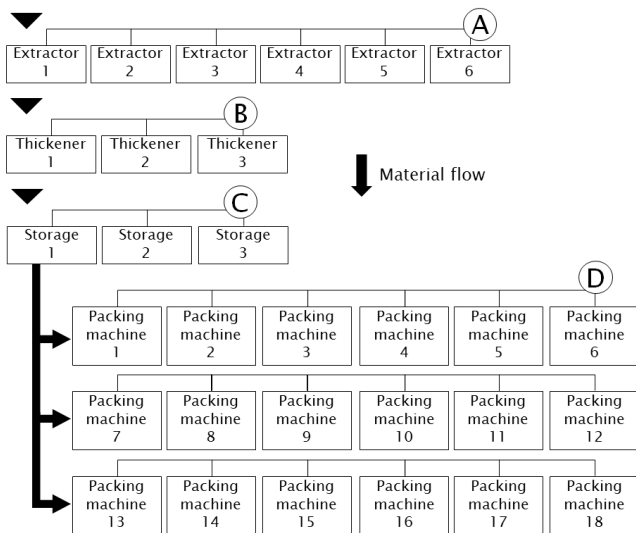 A
Extractor Extractor Extractor Extractor Extractor Extractor
1 2 3 4 5 6
B
Thickener Thickener Thickener
1 2 3
Material flow
C
Storage Storage Storage
1 2 3
D
Packing Packing Packing Packing Packing Packing
machine machine machine machine machine machine
1 2 3 4 5 6
Packing Packing Packing Packing Packing Packing
machine machine machine machine machine machine
7 8 9 10 11 12
Packing Packing Packing Packing Packing Packing
machine machine machine machine machine machine
13 14 15 16 17 18